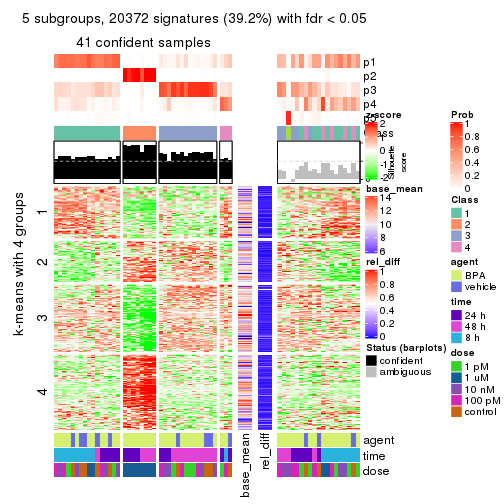 5 subgroups, 20372 signatures (39.2%) with fdr < 0.05
41 confident samples
p1
p2
p3
p4
p5
Class
z-score
2
1
0
-1
-2
Silhouette
score
k-means with 4 groups
1
2
3
4
base_mean
14
12
10
8
6
rel_diff
1
0.8
0.6
0.4
0.2
0
Status (barplots)
confident
ambiguous
Prob
1
0.8
0.6
0.4
0.2
0
Class
1
2
3
4
agent
BPA
vehicle
time
24 h
48 h
8 h
dose
1 pM
1 uM
10 nM
100 pM
control
agent
time
dose
base_mean
rel_diff